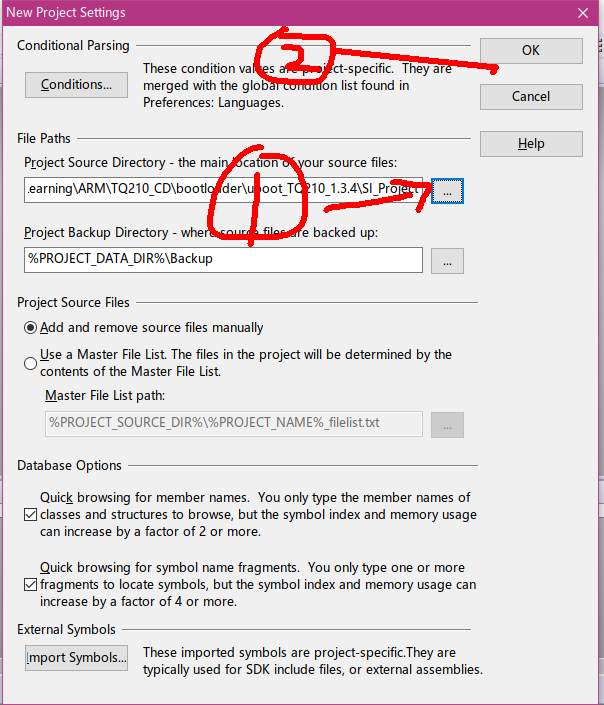 New Project Settings
Conditional Parsing
2
OK
Conditions...
These condition values are project-specific. They are
merged with the global condition list found in
Preferences: Languages.
Cancel
File Paths
Help
Project Source Directory - the main location of your source files:
1
.earning\ARM\TQ210_CD\bootloader\uboot_TQ210_1.3.4\SI_Project
...
Project Backup Directory - where source files are backed up:
%PROJECT_DATA_DIR%\Backup
...
Project Source Files
Add and remove source files manually
Use a Master File List. The files in the project will be determined by the
contents of the Master File List.
Master File List path:
%PROJECT_SOURCE_DIR%\%PROJECT_NAME%_filelist.txt
...
Database Options
Quick browsing for member names. You only type the member names of
classes and structures to browse, but the symbol index and memory usage
can increase by a factor of 2 or more.
Quick browsing for symbol name fragments. You only type one or more
fragments to locate symbols, but the symbol index and memory usage can
increase by a factor of 4 or more.
External Symbols
Import Symbols...
These imported symbols are project-specific.They are
typically used for SDK include files, or external assemblies.